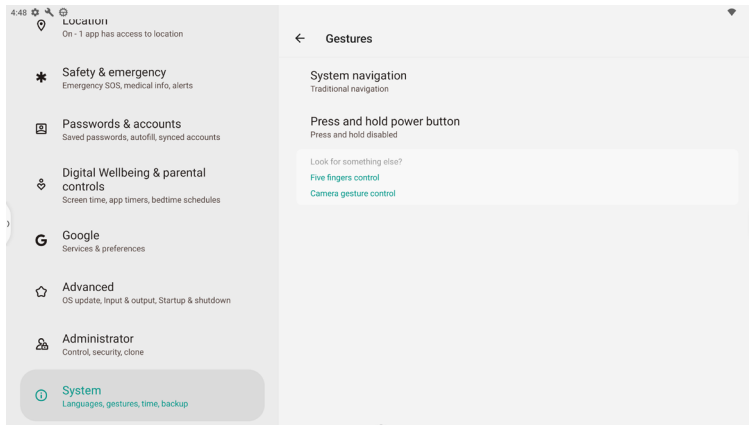 4:48
Location
On - 1 app has access to location
Safety & emergency
Emergency SOS, medical info, alerts
Passwords & accounts
Saved passwords, autofill, synced accounts
Digital Wellbeing & parental
controls
Screen time, app timers, bedtime schedules
Google
Services & preferences
Advanced
OS update, Input & output, Startup & shutdown
Administrator
Control, security, clone
System
Languages, gestures, time, backup
Gestures
System navigation
Traditional navigation
Press and hold power button
Press and hold disabled
Look for something else?
Five fingers control
Camera gesture control